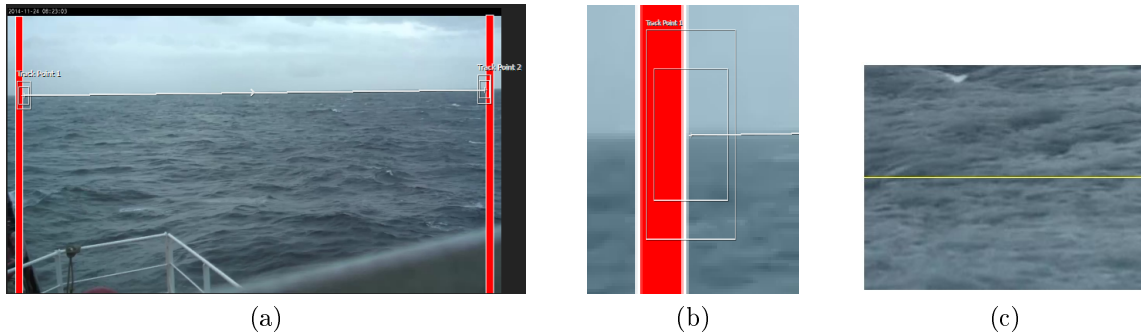 2014-11-24 08:23:03
Track Point 1
Track Point 2
Track Point 1
(a)
(b)
(c)